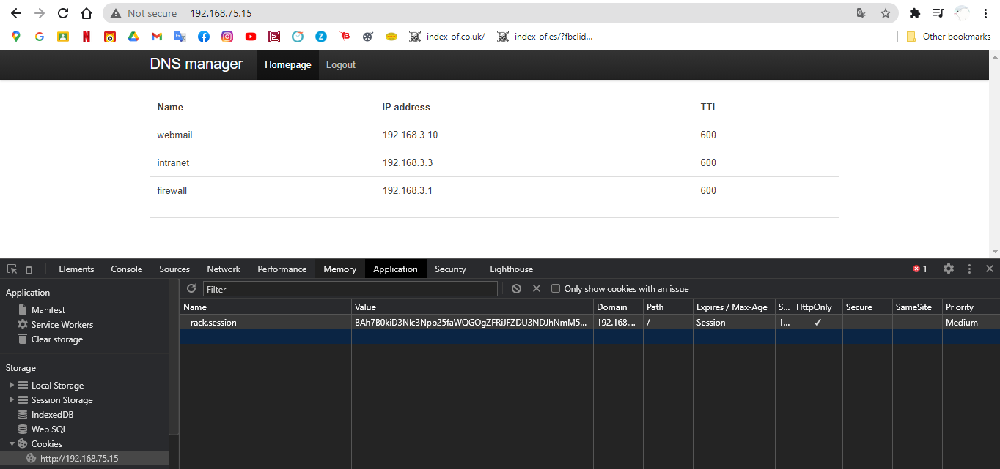 Not secure | 192.168.75.15
index-of.co.uk/ index-of.es/?fbclid... Other bookmarks
DNS manager Homepage Logout
Name IP address TTL
webmail 192.168.3.10 600
intranet 192.168.3.3 600
firewall 192.168.3.1 600
Elements Console Sources Network Performance Memory Application Security Lighthouse 1
Application
Filter
Only show cookies with an issue
Manifest
Service Workers
Clear storage
Storage
Local Storage
Session Storage
IndexedDB
Web SQL
Cookies
http://192.168.75.15
Name Value Domain Path Expires / Max-Age S... HttpOnly Secure SameSite Priority
rack.session 192.168.... / Session 1... ✓ Medium